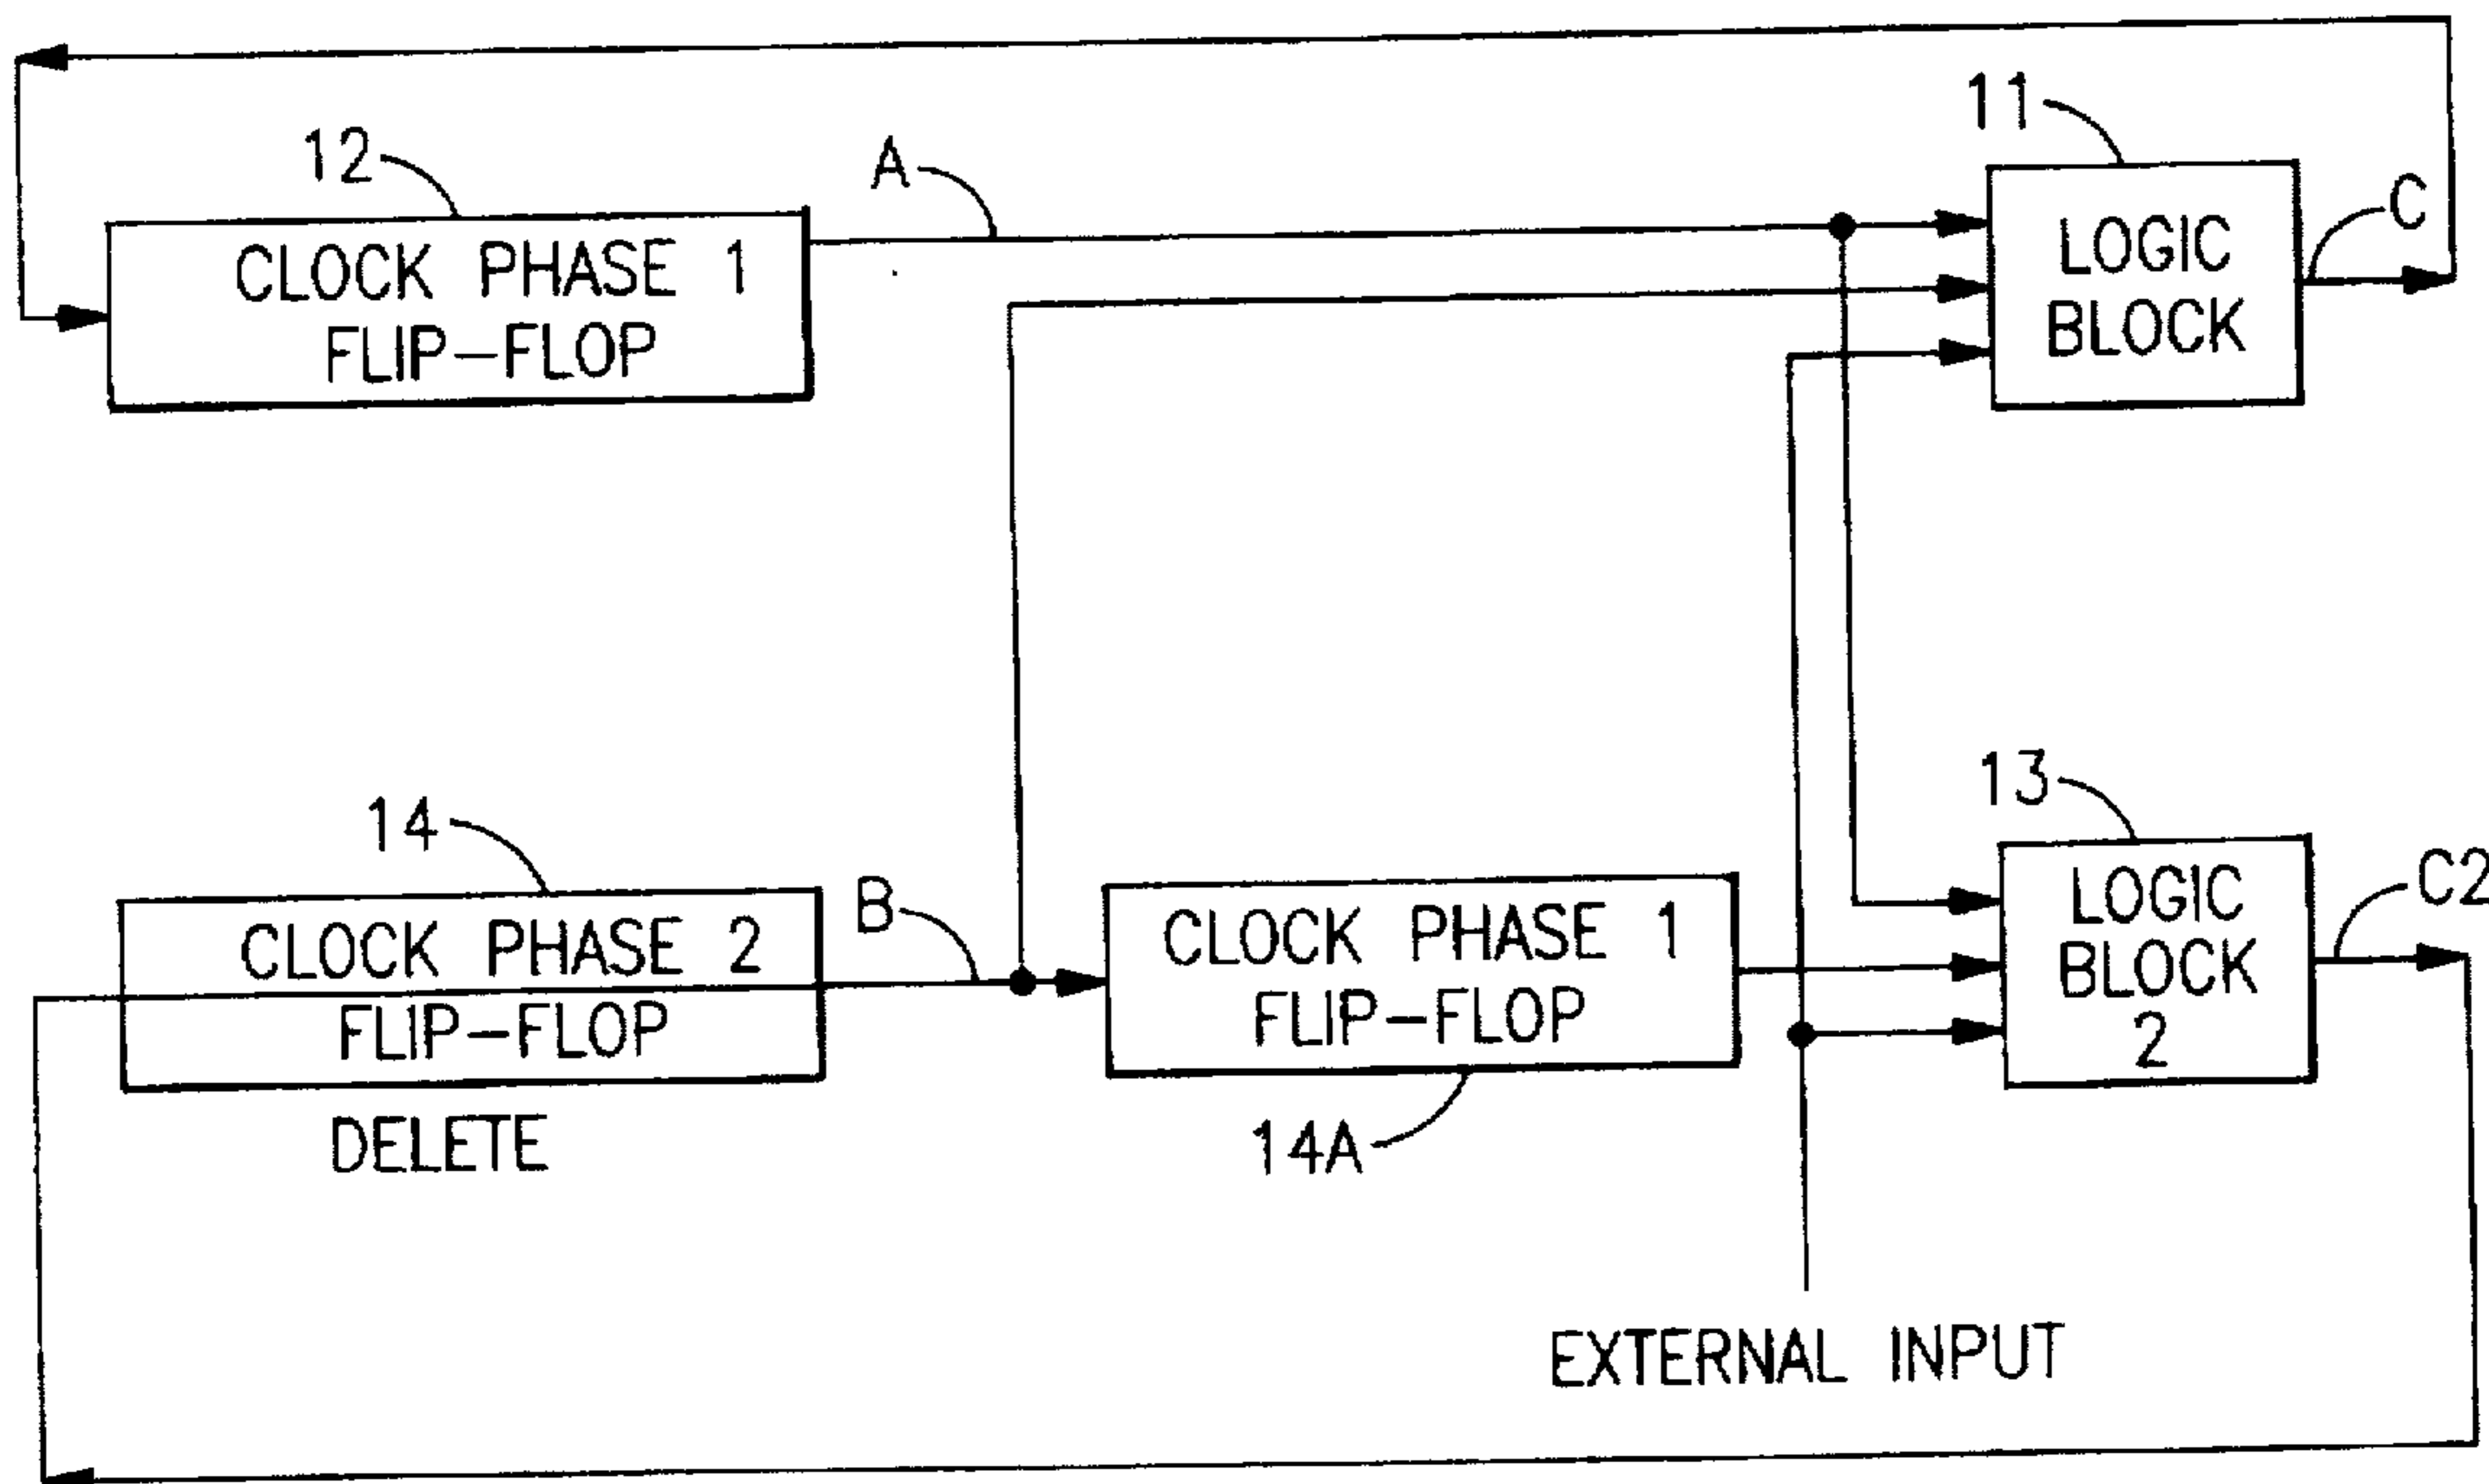 11
12
A
C
CLOCK PHASE 1
FLIP-FLOP
LOGIC
BLOCK
14
B
13
C2
CLOCK PHASE 2
FLIP-FLOP
DELETE
CLOCK PHASE 1
FLIP-FLOP
14A
LOGIC
BLOCK
2
EXTERNAL INPUT